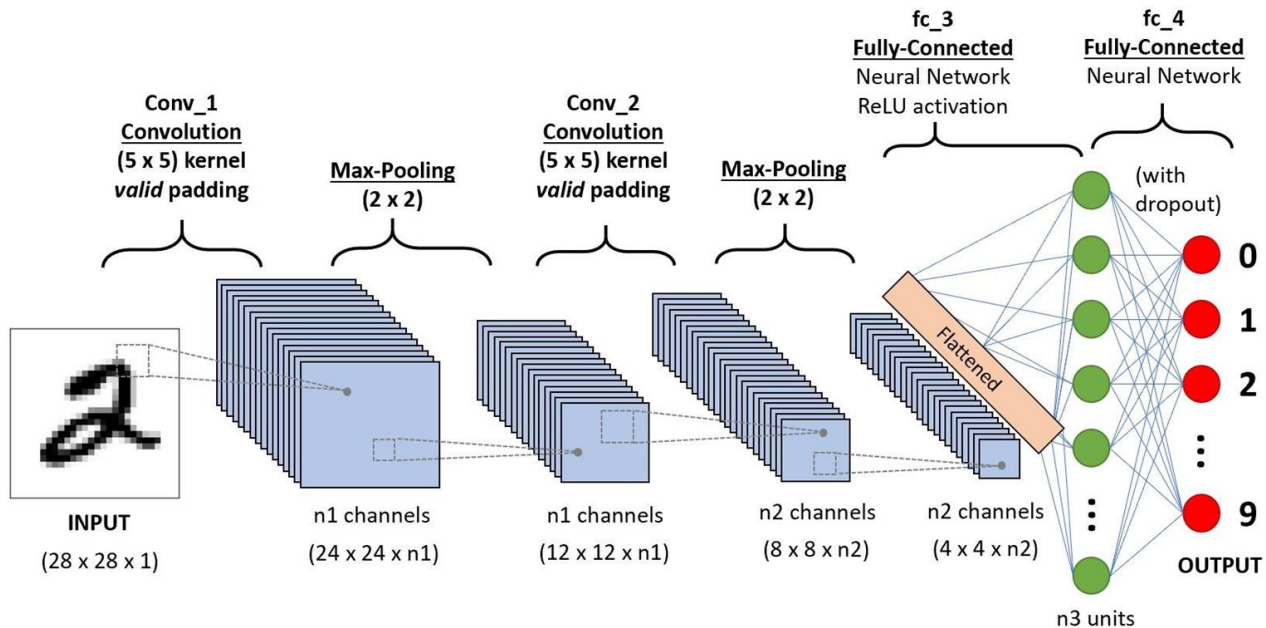 fc_3
Fully-Connected
Neural Network
ReLU activation
fc_4
Fully-Connected
Neural Network
Conv_1
Convolution
(5 x 5) kernel
valid padding
Max-Pooling
(2 x 2)
Conv_2
Convolution
(5 x 5) kernel
valid padding
Max-Pooling
(2 x 2)
(with
dropout)
Flattened
0
1
2
9
INPUT
(28 x 28 x 1)
n1 channels
(24 x 24 x n1)
n1 channels
(12 x 12 x n1)
n2 channels
(8 x 8 x n2)
n2 channels
(4 x 4 x n2)
OUTPUT
n3 units
2